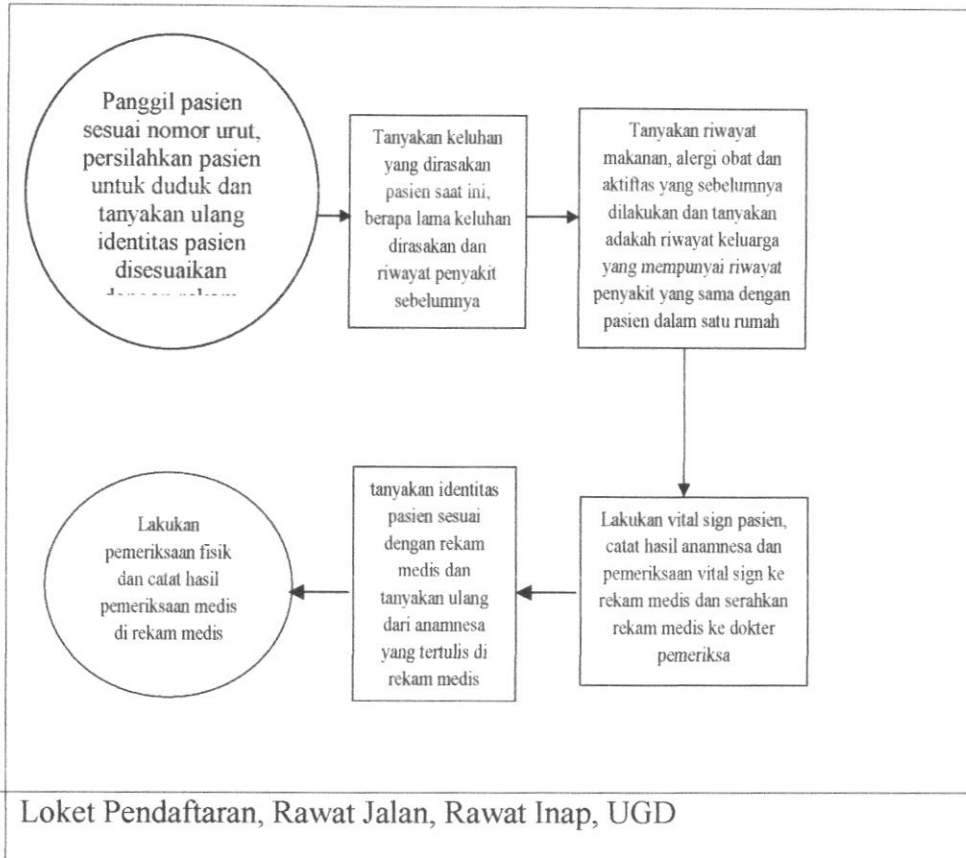 Panggil pasien
sesuai nomor urut,
persilahkan pasien
untuk duduk dan
tanyakan ulang
identitas pasien
disesuaikan
Tanyakan keluhan
yang dirasakan
pasien saat ini,
berapa lama keluhan
dirasakan dan
riwayat penyakit
sebelumnya
Tanyakan riwayat
makanan, alergi obat dan
aktiftas yang sebelumnya
dilakukan dan tanyakan
adakah riwayat keluarga
yang mempunyai riwayat
penyakit yang sama dengan
pasien dalam satu rumah
Lakukan vital sign pasien,
catat hasil anamnesa dan
pemeriksaan vital sign ke
rekam medis dan serahkan
rekam medis ke dokter
pemeriksa
tanyakan identitas
pasien sesuai
dengan rekam
medis dan
tanyakan ulang
dari anamnesa
yang tertulis di
rekam medis
Lakukan
pemeriksaan fisik
dan catat hasil
pemeriksaan medis
di rekam medis
Loket Pendaftaran, Rawat Jalan, Rawat Inap, UGD